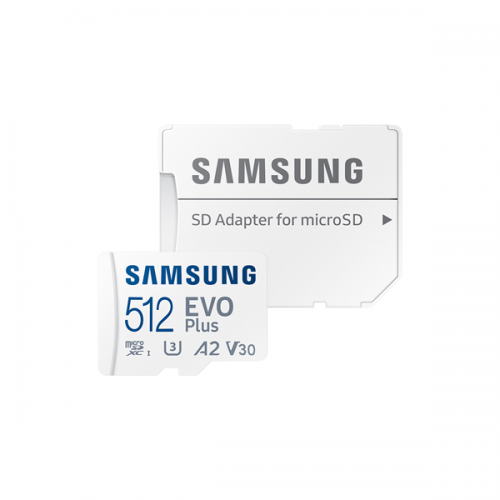 SAMSUNG
SD Adapter for microSD ▶
SAMSUNG
512 EVO Plus
micro SD XC I U3 A2 V30